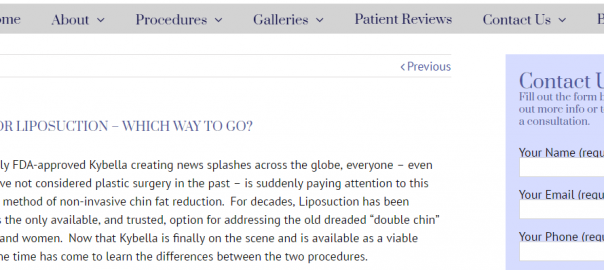 ome About Procedures Galleries Patient Reviews Contact Us B
Previous
OR LIPOSUCTION – WHICH WAY TO GO?
ly FDA-approved Kybella creating news splashes across the globe, everyone – even
ve not considered plastic surgery in the past – is suddenly paying attention to this
method of non-invasive chin fat reduction. For decades, Liposuction has been
s the only available, and trusted, option for addressing the old dreaded “double chin”
and women. Now that Kybella is finally on the scene and is available as a viable
ne time has come to learn the differences between the two procedures.
Contact U
Fill out the form b
out more info or t
a consultation.
Your Name (requ
Your Email (requ
Your Phone (requ